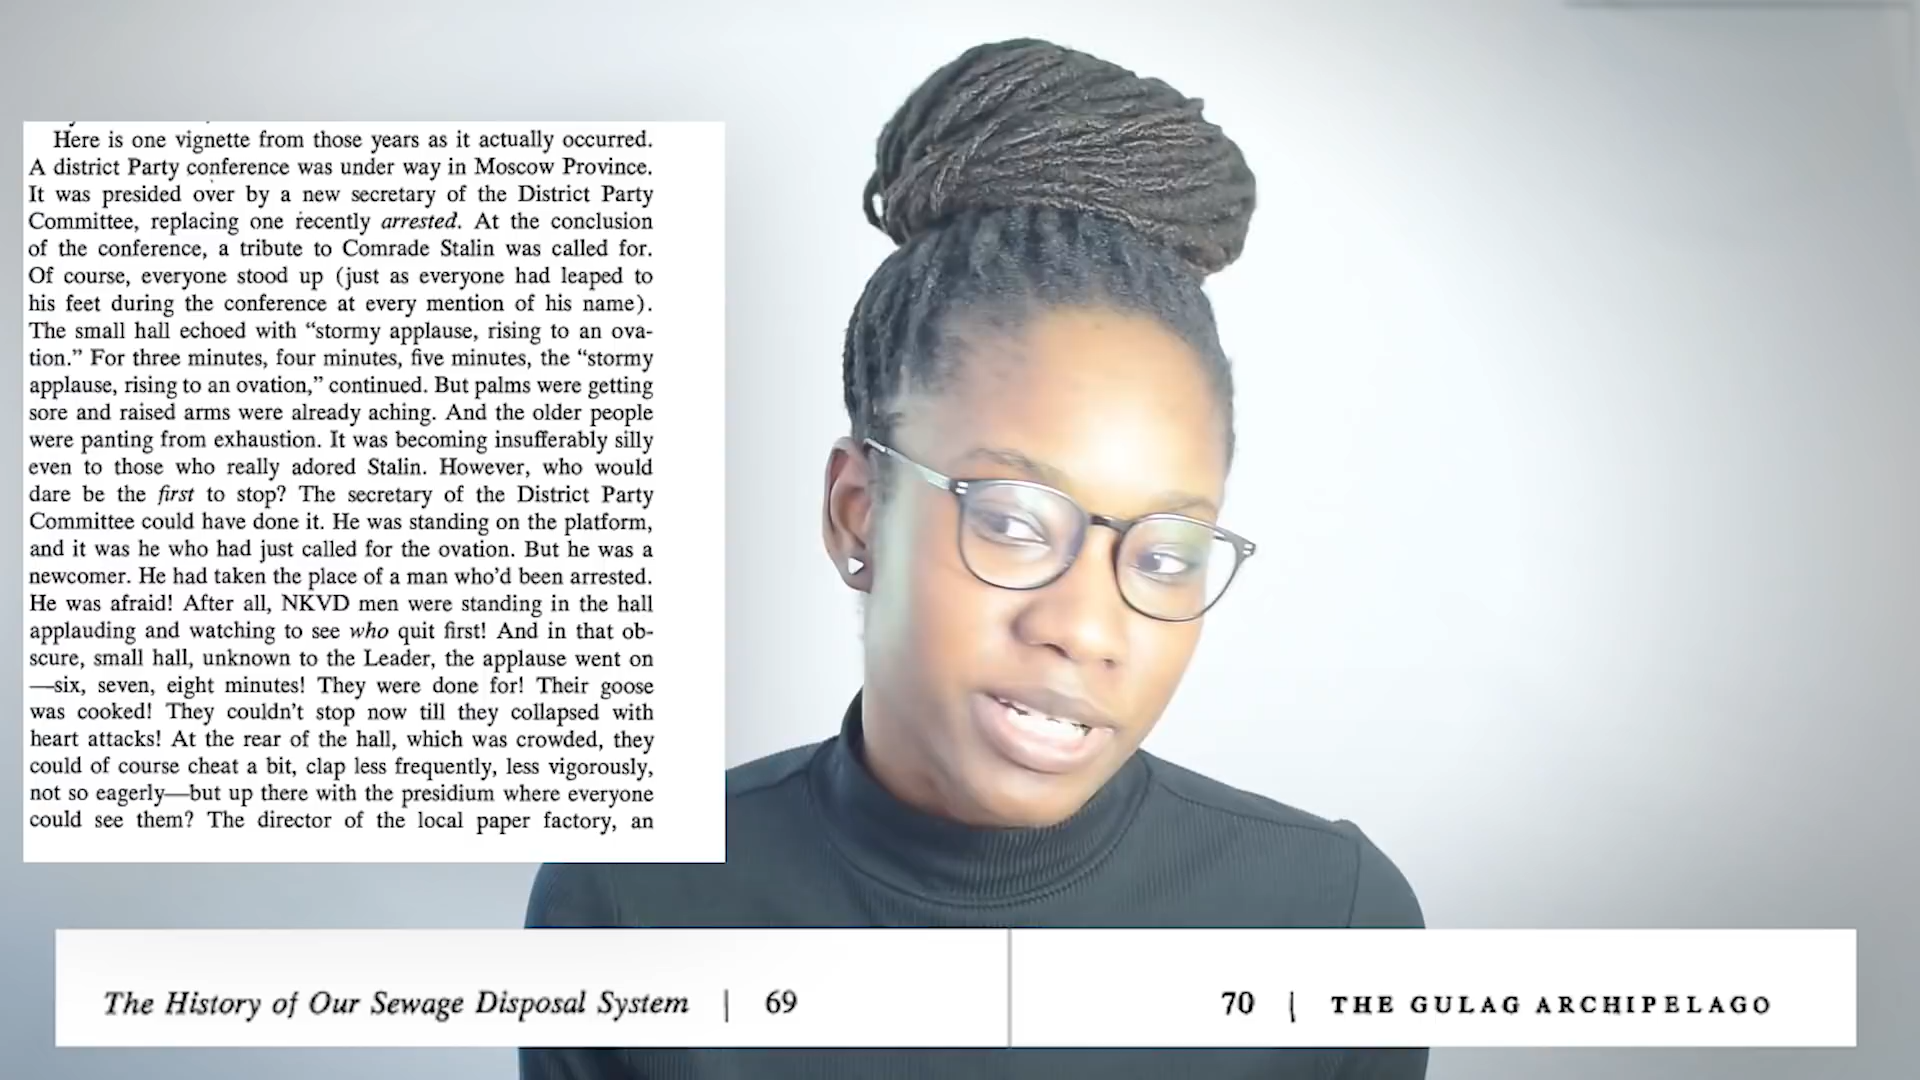 Here is one vignette from those years as it actually occurred.
A district Party conference was under way in Moscow Province.
It was presided over by a new secretary of the District Party
Committee, replacing one recently arrested. At the conclusion
of the conference, a tribute to Comrade Stalin was called for.
Of course, everyone stood up (just as everyone had leaped to
his feet during the conference at every mention of his name).
The small hall echoed with “stormy applause, rising to an ova-
tion.” For three minutes, four minutes, five minutes, the “stormy
applause, rising to an ovation,” continued. But palms were getting
sore and raised arms were already aching. And the older people
were panting from exhaustion. It was becoming insufferably silly
even to those who really adored Stalin. However, who would
dare be the first to stop? The secretary of the District Party
Committee could have done it. He was standing on the platform,
and it was he who had just called for the ovation. But he was a
newcomer. He had taken the place of a man who’d been arrested.
He was afraid! After all, NKVD men were standing in the hall
applauding and watching to see who quit first! And in that ob-
scure, small hall, unknown to the Leader, the applause went on
—six, seven, eight minutes! They were done for! Their goose
was cooked! They couldn’t stop now till they collapsed with
heart attacks! At the rear of the hall, which was crowded, they
could of course cheat a bit, clap less frequently, less vigorously,
not so eagerly—but up there with the presidium where everyone
could see them? The director of the local paper factory, an
The History of Our Sewage Disposal System | 69
70 | THE GULAG ARCHIPELAGO